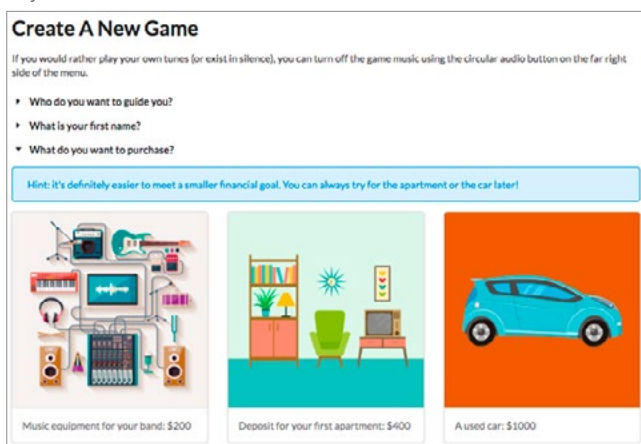 Create A New Game
If you would rather play your own tunes (or exist in silence), you can turn off the game music using the circular audio button on the far right
side of the menu.
Who do you want to guide you?
What is your first name?
What do you want to purchase?
Hint: it's definitely easier to meet a smaller financial goal. You can always try for the apartment or the car later!
Music equipment for your band: $200
Deposit for your first apartment: $400
A used car: $1000